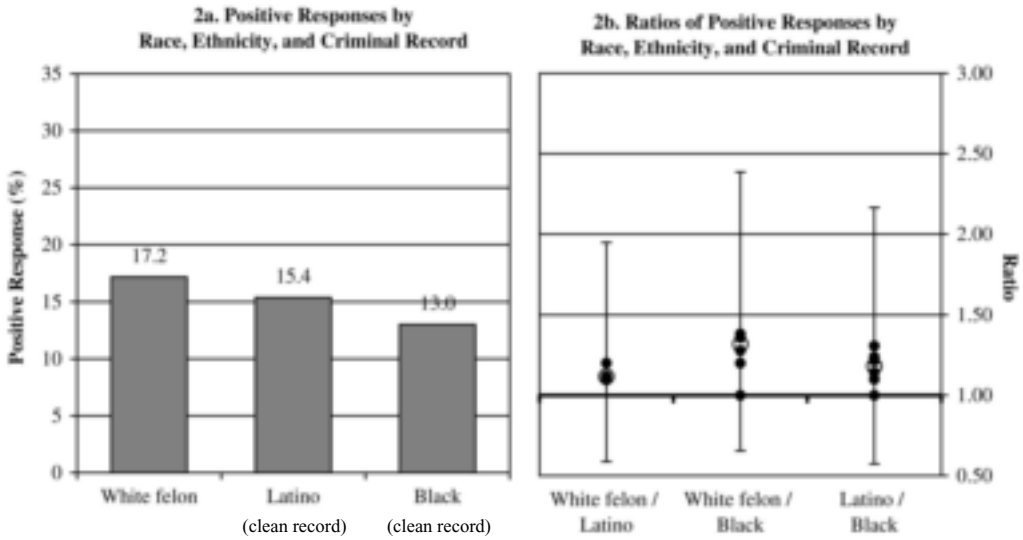 2a. Positive Responses by
Race, Ethnicity, and Criminal Record
35
30
25
20
15
10
5
0
Positive Response (%)
17.2
15.4
13.0
White felon
Latino
(clean record)
Black
(clean record)
2b. Ratios of Positive Responses by
Race, Ethnicity, and Criminal Record
3.00
2.50
2.00
1.50
1.00
0.50
Ratio
White felon /
Latino
White felon /
Black
Latino /
Black